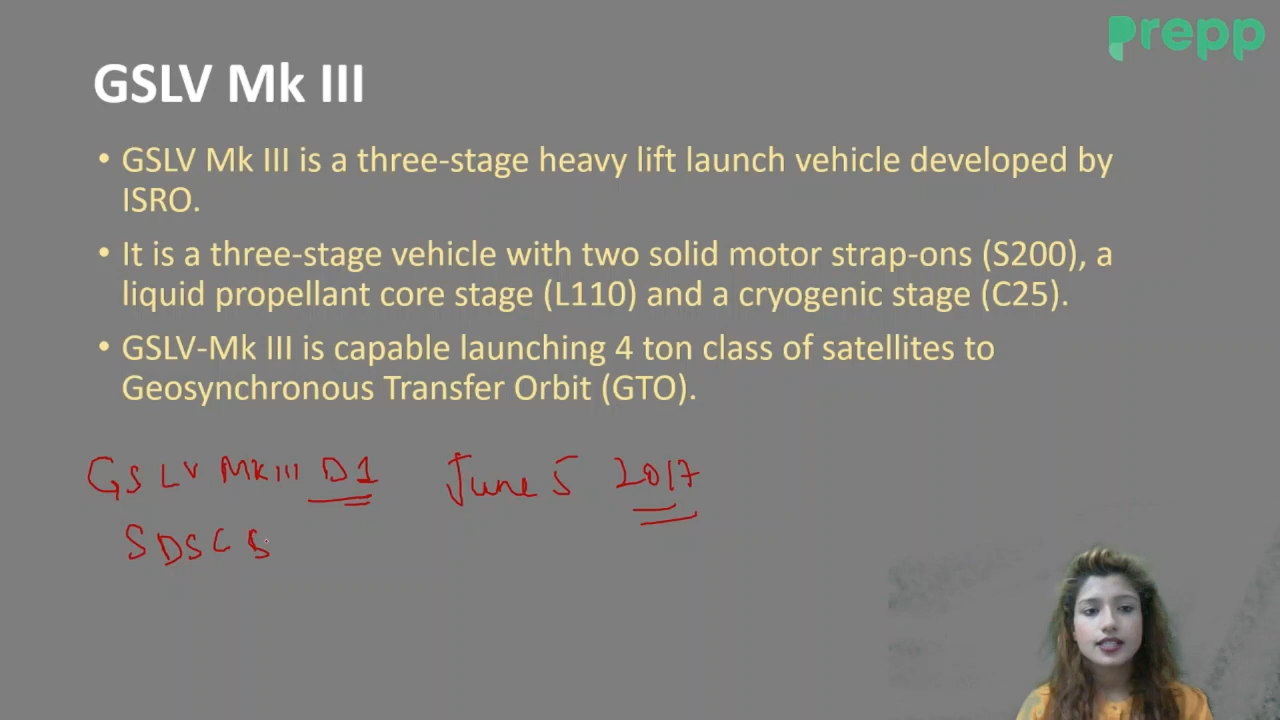 prepp
GSLV Mk III
• GSLV Mk III is a three-stage heavy lift launch vehicle developed by
ISRO.
• It is a three-stage vehicle with two solid motor strap-ons (S200), a
liquid propellant core stage (L110) and a cryogenic stage (C25).
• GSLV-Mk III is capable launching 4 ton class of satellites to
Geosynchronous Transfer Orbit (GTO).
GSLV MKIII D1 June 5 2017
SDSC S